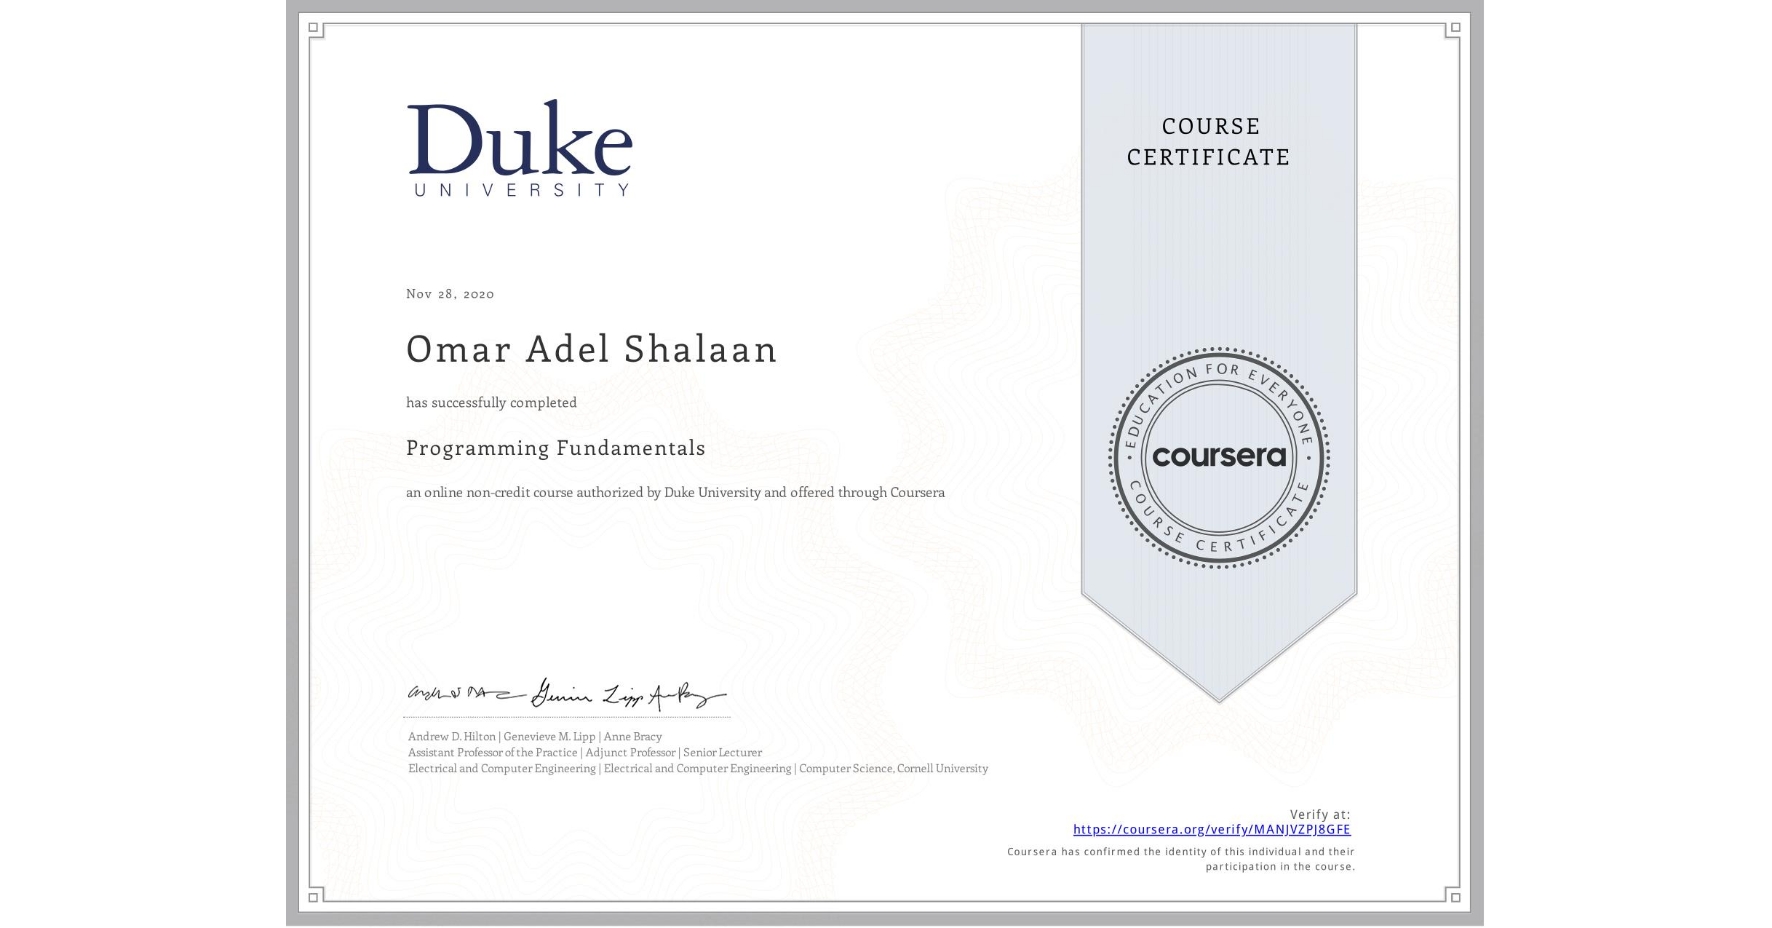 Duke
UNIVERSITY
COURSE
CERTIFICATE
Nov 28, 2020
Omar Adel Shalaan
has successfully completed
Programming Fundamentals
an online non-credit course authorized by Duke University and offered through Coursera
EDUCATION FOR EVERYONE
coursera
COURSE CERTIFICATE
Andrew D. Hilton | Genevieve M. Lipp | Anne Bracy
Assistant Professor of the Practice | Adjunct Professor | Senior Lecturer
Electrical and Computer Engineering | Electrical and Computer Engineering | Computer Science, Cornell University
Verify at:
https://coursera.org/verify/MANJVZPJ8GFE
Coursera has confirmed the identity of this individual and their
participation in the course.